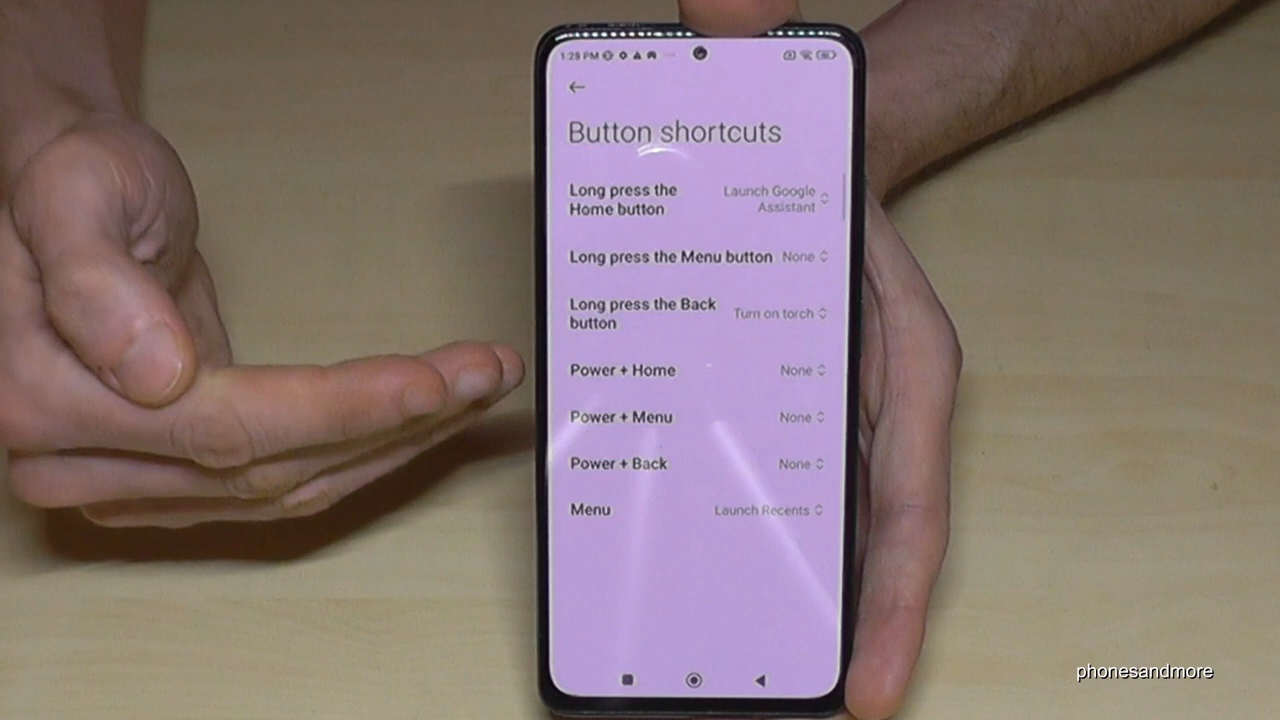 1:28 PM
Button shortcuts
Long press the
Home button
Launch Google
Assistant
Long press the Menu button None
Long press the Back
button
Turn on torch
Power + Home None
Power + Menu None
Power + Back None
Menu Launch Recents
phonesandmore